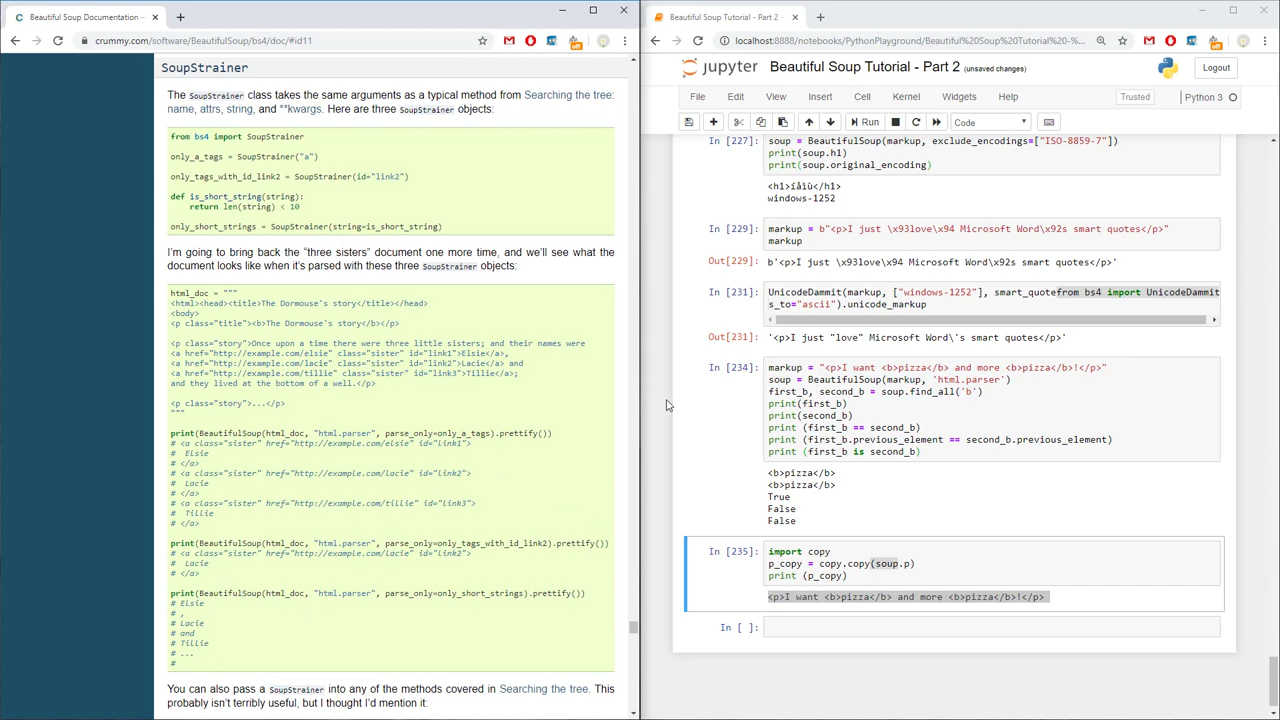 Beautiful Soup Documentation -
crummy.com/software/BeautifulSoup/bs4/doc/#id11
SoupStrainer
The SoupStrainer class takes the same arguments as a typical method from Searching the tree:
name, attrs, string, and **kwargs. Here are three SoupStrainer objects:
from bs4 import SoupStrainer
only_a_tags = SoupStrainer("a")
only_tags_with_id_link2 = SoupStrainer(id="link2")
def is_short_string(string):
return len(string) < 10
only_short_strings = SoupStrainer(string=is_short_string)
I'm going to bring back the “three sisters” document one more time, and we'll see what the
document looks like when it's parsed with these three SoupStrainer objects:
html_doc = """
<html><head><title>The Dormouse's story</title></head>
<body>
<p class="title"><b>The Dormouse's story</b></p>
<p class="story">Once upon a time there were three little sisters; and their names were
<a href="http://example.com/elsie" class="sister" id="link1">Elsie</a>,
<a href="http://example.com/lacie" class="sister" id="link2">Lacie</a> and
<a href="http://example.com/tillie" class="sister" id="link3">Tillie</a>;
and they lived at the bottom of a well.</p>
<p class="story">...</p>
"""
print(BeautifulSoup(html_doc, "html.parser", parse_only=only_a_tags).prettify())
# <a class="sister" href="http://example.com/elsie" id="link1">
# Elsie
# </a>
# <a class="sister" href="http://example.com/lacie" id="link2">
# Lacie
# </a>
# <a class="sister" href="http://example.com/tillie" id="link3">
# Tillie
# </a>
print(BeautifulSoup(html_doc, "html.parser", parse_only=only_tags_with_id_link2).prettify())
# <a class="sister" href="http://example.com/lacie" id="link2">
# Lacie
# </a>
print(BeautifulSoup(html_doc, "html.parser", parse_only=only_short_strings).prettify())
# Elsie
# ,
# Lacie
# and
# Tillie
# ...
#
You can also pass a SoupStrainer into any of the methods covered in Searching the tree. This
probably isn't terribly useful, but I thought I'd mention it:
Beautiful Soup Tutorial - Part 2 -
localhost:8888/notebooks/PythonPlayground/Beautiful%20Soup%20Tutorial%20-%...
jupyter Beautiful Soup Tutorial - Part 2 (unsaved changes) Logout
File Edit View Insert Cell Kernel Widgets Help Trusted Python 3
Run Code
In [227]: soup = BeautifulSoup(markup, exclude_encodings=["ISO-8859-7"])
print(soup.h1)
print(soup.original_encoding)
<h1>íåìù</h1>
windows-1252
In [229]: markup = b"<p>I just \x93love\x94 Microsoft Word\x92s smart quotes</p>"
markup
Out[229]: b'<p>I just \x93love\x94 Microsoft Word\x92s smart quotes</p>'
In [231]: UnicodeDammit(markup, ["windows-1252"], smart_quotefrom bs4 import UnicodeDammit
s_to="ascii").unicode_markup
Out[231]: '<p>I just "love" Microsoft Word\'s smart quotes</p>'
In [234]: markup = "<p>I want <b>pizza</b> and more <b>pizza</b>!</p>"
soup = BeautifulSoup(markup, 'html.parser')
first_b, second_b = soup.find_all('b')
print(first_b)
print(second_b)
print (first_b == second_b)
print (first_b.previous_element == second_b.previous_element)
print (first_b is second_b)
<b>pizza</b>
<b>pizza</b>
True
False
False
In [235]: import copy
p_copy = copy.copy(soup.p)
print (p_copy)
<p>I want <b>pizza</b> and more <b>pizza</b>!</p>
In [ ]: